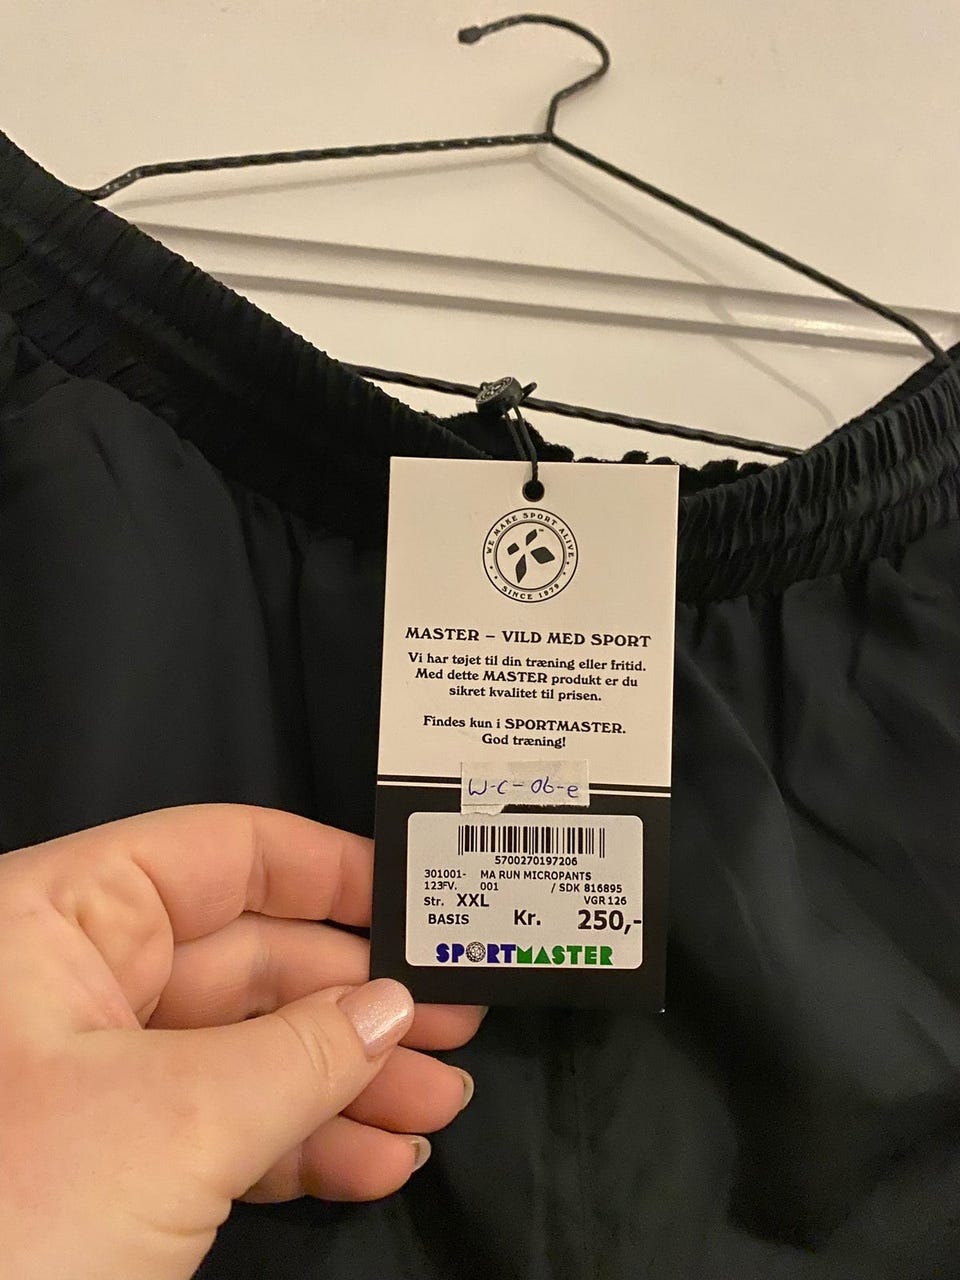 WE MAKE SPORT ALIVE
SINCE 1979
MASTER – VILD MED SPORT
Vi har tøjet til din træning eller fritid.
Med dette MASTER produkt er du
sikret kvalitet til prisen.
Findes kun i SPORTMASTER.
God træning!
W-C-06-e
5700270197206
301001- MA RUN MICROPANTS
123FV. 001 / SDK 816895
Str. XXL VGR 126
BASIS Kr. 250,-
SPORTMASTER